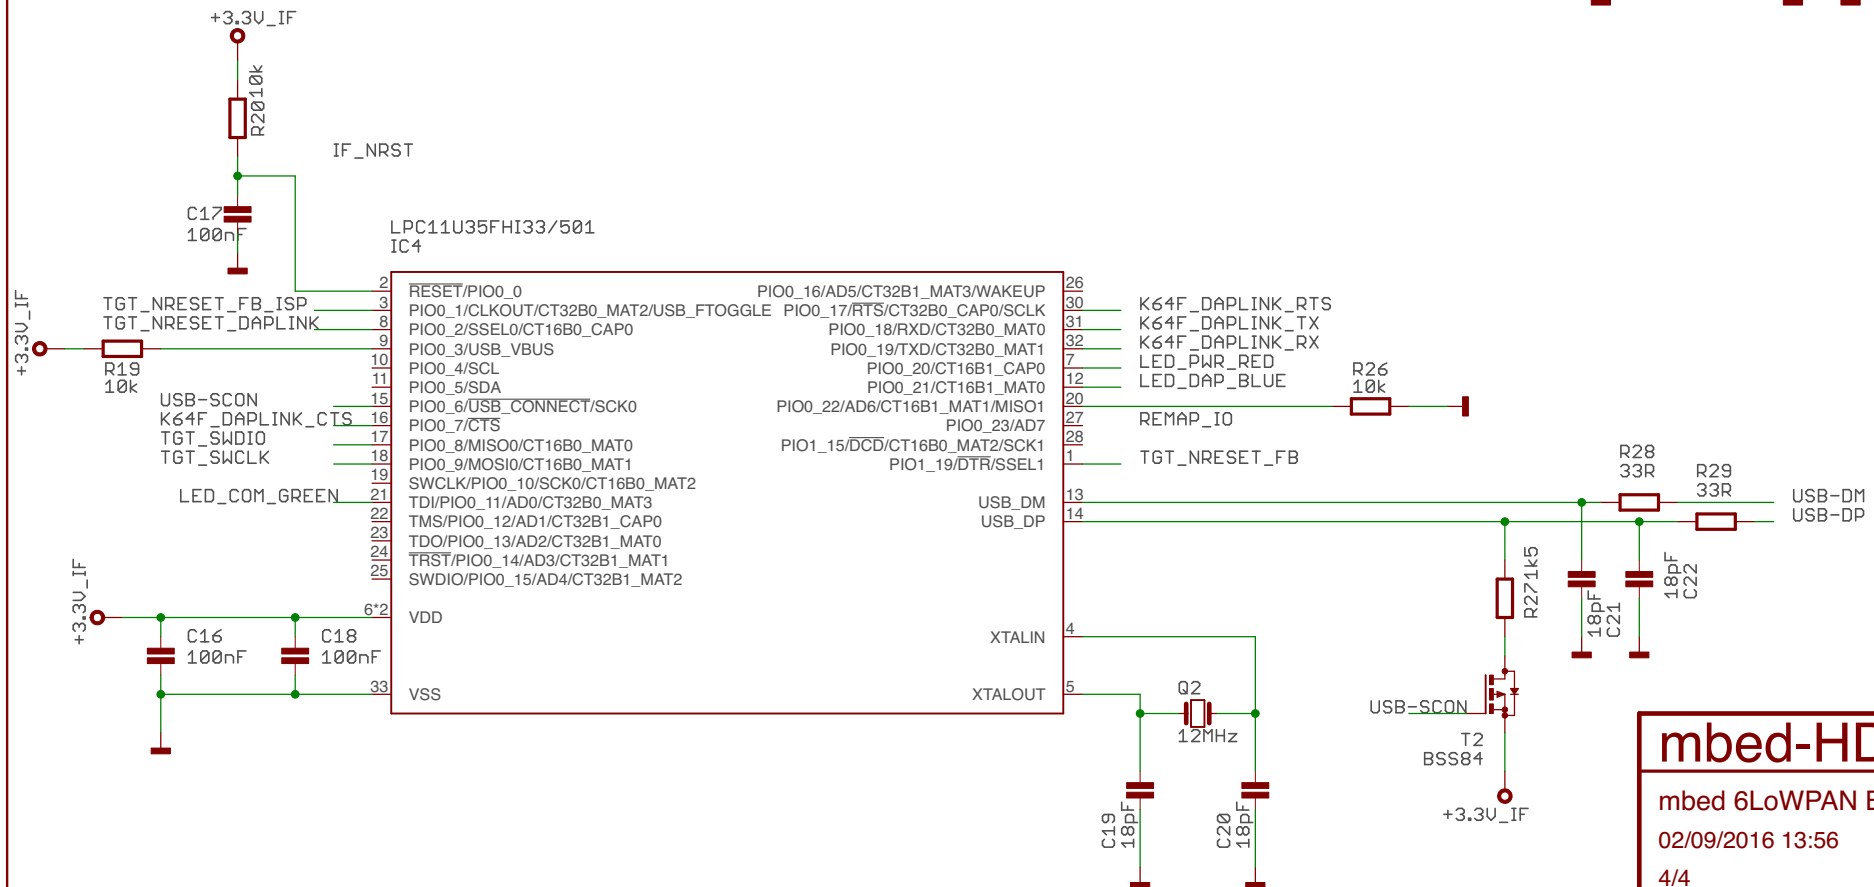 +3.3V_IF
R20
10k
IF_NRST
C17
100nF
LPC11U35FHI33/501
IC4
+3.3V_IF
R19
10k
TGT_NRESET_FB_ISP
TGT_NRESET_DAPLINK
USB-SCON
K64F_DAPLINK_CTS
TGT_SWDIO
TGT_SWCLK
LED_COM_GREEN
2 RESET/PIO0_0
3 PIO0_1/CLKOUT/CT32B0_MAT2/USB_FTOGGLE
8 PIO0_2/SSEL0/CT16B0_CAP0
9 PIO0_3/USB_VBUS
10 PIO0_4/SCL
11 PIO0_5/SDA
15 PIO0_6/USB_CONNECT/SCK0
16 PIO0_7/CTS
17 PIO0_8/MISO0/CT16B0_MAT0
18 PIO0_9/MOSI0/CT16B0_MAT1
19 SWCLK/PIO0_10/SCK0/CT16B0_MAT2
21 TDI/PIO0_11/AD0/CT32B0_MAT3
22 TMS/PIO0_12/AD1/CT32B1_CAP0
23 TDO/PIO0_13/AD2/CT32B1_MAT0
24 TRST/PIO0_14/AD3/CT32B1_MAT1
25 SWDIO/PIO0_15/AD4/CT32B1_MAT2
6*2 VDD
33 VSS
+3.3V_IF
C16
100nF
C18
100nF
PIO0_16/AD5/CT32B1_MAT3/WAKEUP 26
PIO0_17/RTS/CT32B0_CAP0/SCLK 30
PIO0_18/RXD/CT32B0_MAT0 31
PIO0_19/TXD/CT32B0_MAT1 32
PIO0_20/CT16B1_CAP0 7
PIO0_21/CT16B1_MAT0 12
PIO0_22/AD6/CT16B1_MAT1/MISO1 20
PIO0_23/AD7 27
PIO1_15/DCD/CT16B0_MAT2/SCK1 28
PIO1_19/DTR/SSEL1 1
USB_DM 13
USB_DP 14
XTALIN 4
XTALOUT 5
K64F_DAPLINK_RTS
K64F_DAPLINK_TX
K64F_DAPLINK_RX
LED_PWR_RED
LED_DAP_BLUE
REMAP_IO
TGT_NRESET_FB
R26
10k
R28
33R
R29
33R
USB-DM
USB-DP
R27
1k5
18pF
C21
18pF
C22
Q2
12MHz
C19
18pF
C20
18pF
USB-SCON
T2
BSS84
+3.3V_IF
mbed-HD
mbed 6LoWPAN
02/09/2016 13:56
4/4